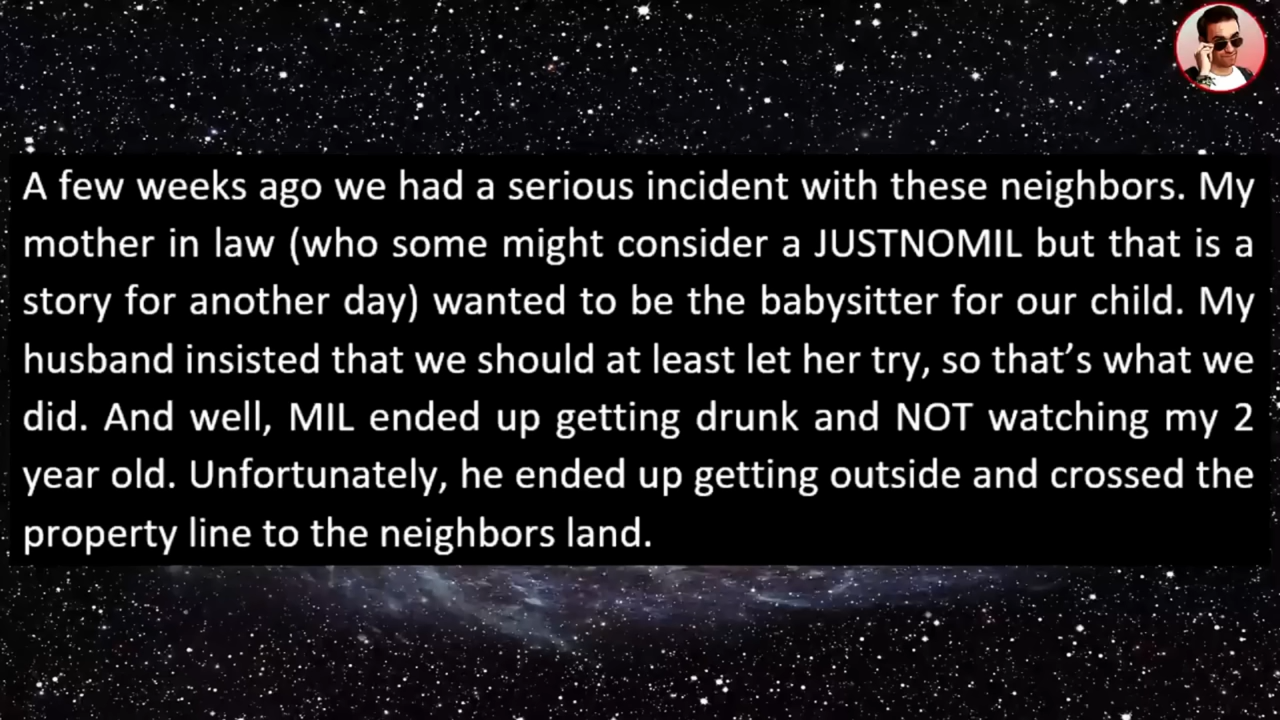 A few weeks ago we had a serious incident with these neighbors. My
mother in law (who some might consider a JUSTNOMIL but that is a
story for another day) wanted to be the babysitter for our child. My
husband insisted that we should at least let her try, so that’s what we
did. And well, MIL ended up getting drunk and NOT watching my 2
year old. Unfortunately, he ended up getting outside and crossed the
property line to the neighbors land.